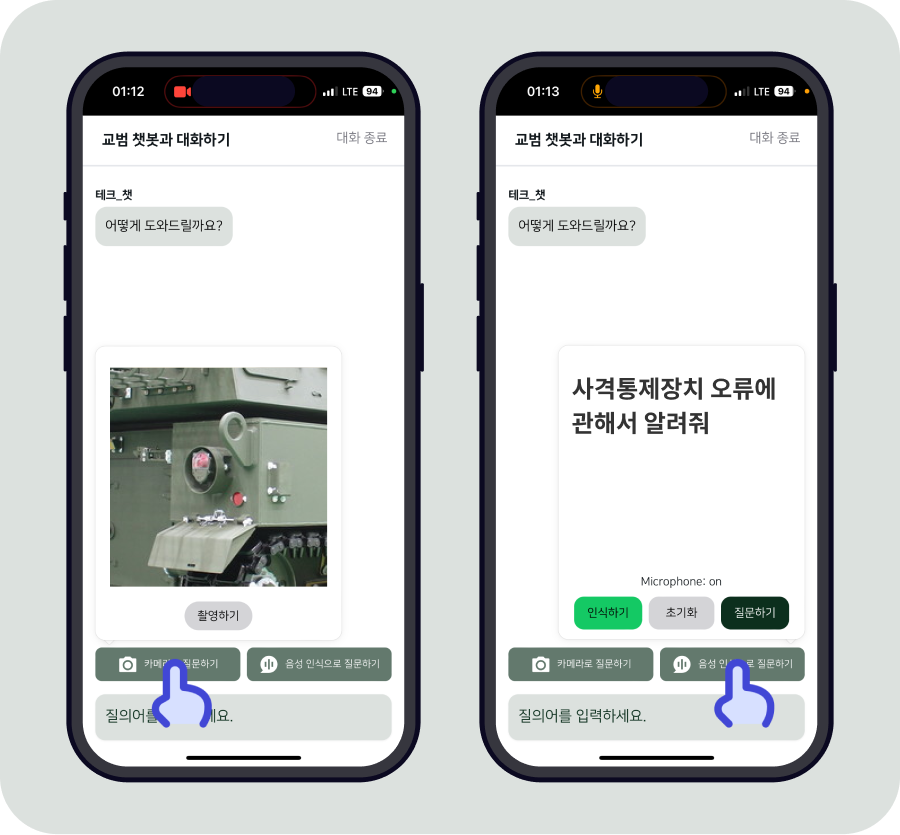 01:12
LTE 94
교범 챗봇과 대화하기
대화 종료
테크_챗
어떻게 도와드릴까요?
촬영하기
카메라로 질문하기
음성 인식으로 질문하기
질의어를 요.
01:13
LTE 94
교범 챗봇과 대화하기
대화 종료
테크_챗
어떻게 도와드릴까요?
사격통제장치 오류에
관해서 알려줘
Microphone: on
인식하기
초기화
질문하기
카메라로 질문하기
음성 인식으로 질문하기
질의어를 입력하세요.